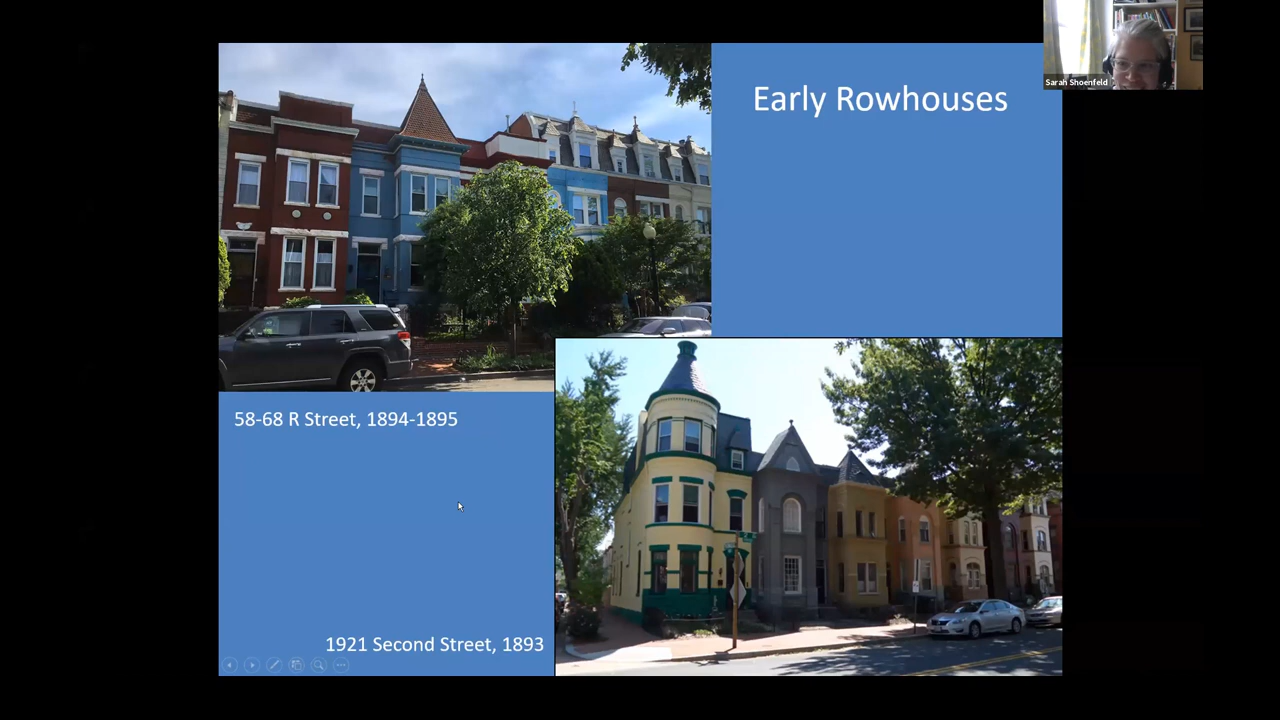 Sarah Shoenfeld
Early Rowhouses
58-68 R Street, 1894-1895
1921 Second Street, 1893